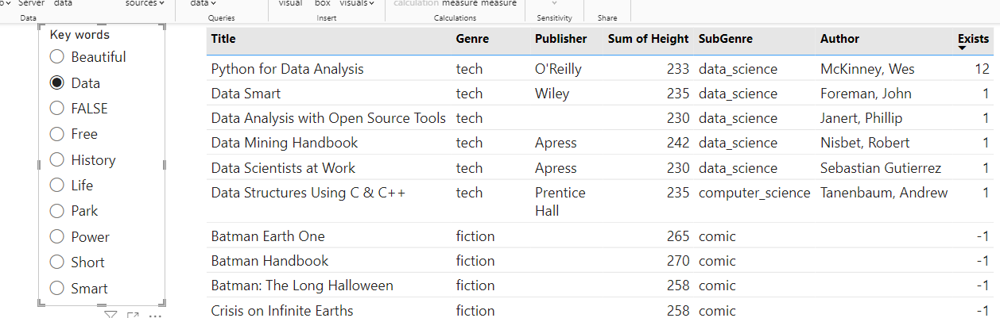 Server data sources data visual box visuals calculation measure measure
Data Queries Insert Calculations Sensitivity Share
Key words
Beautiful
Data
FALSE
Free
History
Life
Park
Power
Short
Smart
Title Genre Publisher Sum of Height SubGenre Author Exists
Python for Data Analysis tech O'Reilly 233 data_science McKinney, Wes 12
Data Smart tech Wiley 235 data_science Foreman, John 1
Data Analysis with Open Source Tools tech 230 data_science Janert, Phillip 1
Data Mining Handbook tech Apress 242 data_science Nisbet, Robert 1
Data Scientists at Work tech Apress 230 data_science Sebastian Gutierrez 1
Data Structures Using C & C++ tech Prentice 235 computer_science Tanenbaum, Andrew 1
Hall
Batman Earth One fiction 265 comic -1
Batman Handbook fiction 270 comic -1
Batman: The Long Halloween fiction 258 comic -1
Crisis on Infinite Earths fiction 258 comic -1